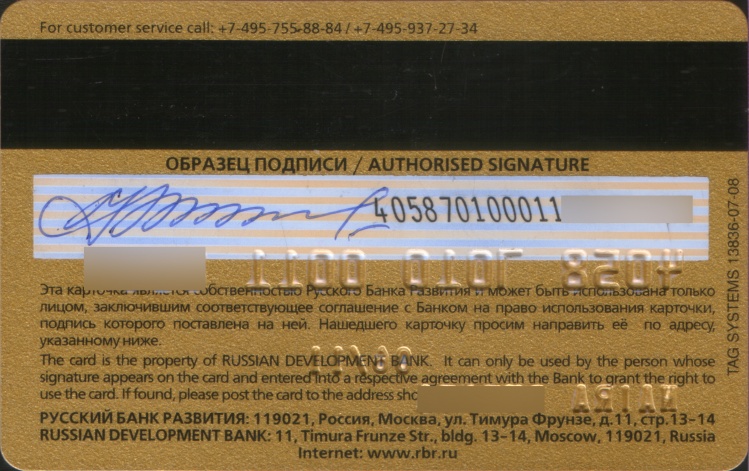 For customer service call: +7-495-755-88-84 / +7-495-937-27-34
ОБРАЗЕЦ ПОДПИСИ / AUTHORISED SIGNATURE
405870100011
4058 7010 0011
Эта карточка является собственностью Русского Банка Развития и может быть использована только
лицом, заключившим соответствующее соглашение с Банком на право использования карточки,
подпись которого поставлена на ней. Нашедшего карточку просим направить её по адресу,
указанному ниже.
The card is the property of RUSSIAN DEVELOPMENT BANK. It can only be used by the person whose
signature appears on the card and entered into a respective agreement with the Bank to grant the right to
use the card. If found, please post the card to the address
РУССКИЙ БАНК РАЗВИТИЯ: 119021, Россия, Москва, ул. Тимура Фрунзе, д.11, стр.13-14
RUSSIAN DEVELOPMENT BANK: 11, Timura Frunze Str., bldg. 13-14, Moscow, 119021, Russia
Internet: www.rbr.ru
TAG SYSTEMS 13836-07-08